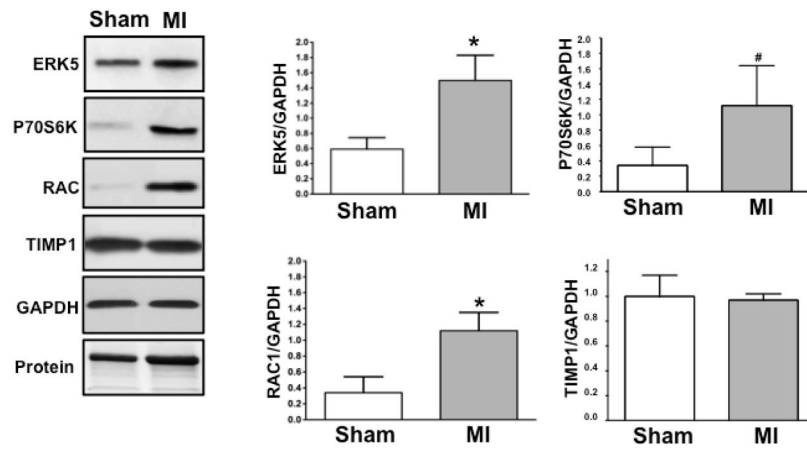 Sham MI
ERK5
P70S6K
RAC
TIMP1
GAPDH
Protein
ERK5/GAPDH
2.0
1.8
1.6
1.4
1.2
1.0
0.8
0.6
0.4
0.2
0.0
*
Sham MI
P70S6K/GAPDH
2.0
1.8
1.6
1.4
1.2
1.0
0.8
0.6
0.4
0.2
0.0
#
Sham MI
RAC1/GAPDH
2.0
1.8
1.6
1.4
1.2
1.0
0.8
0.6
0.4
0.2
0.0
*
Sham MI
TIMP1/GAPDH
1.2
1.0
0.8
0.6
0.4
0.2
0.0
Sham MI